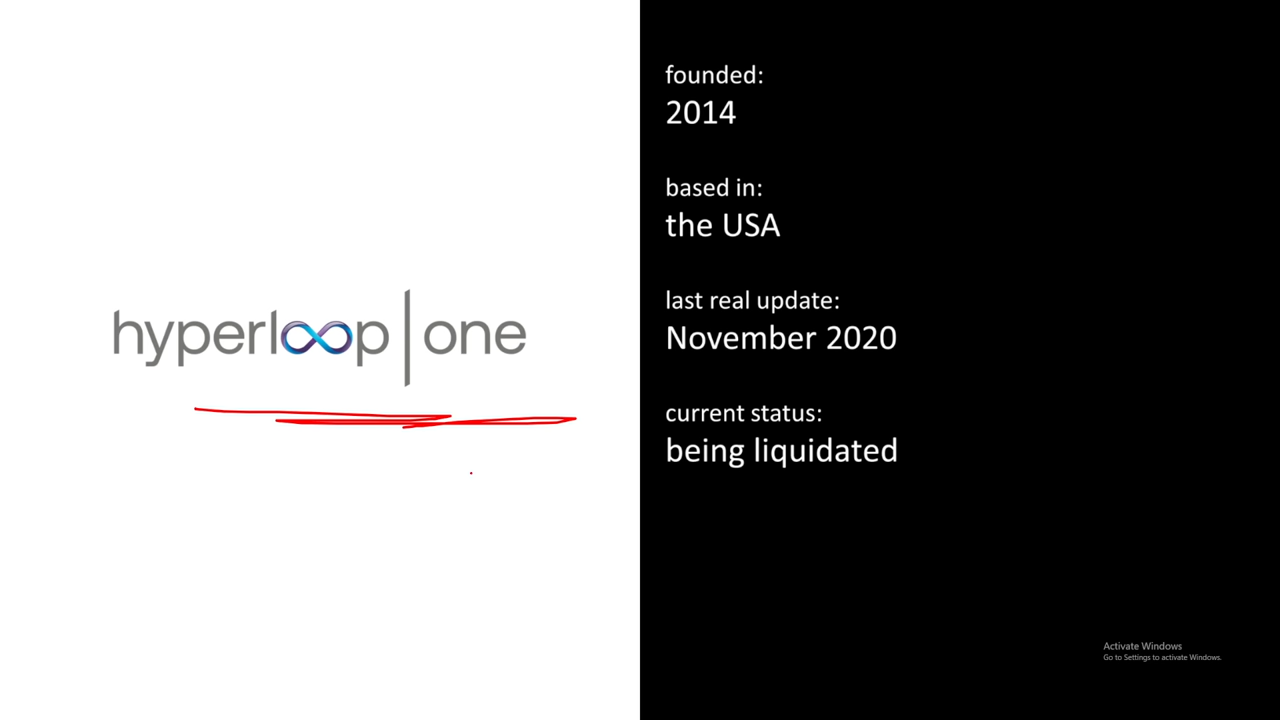 hyperloop|one
founded:
2014
based in:
the USA
last real update:
November 2020
current status:
being liquidated
Activate Windows
Go to Settings to activate Windows.